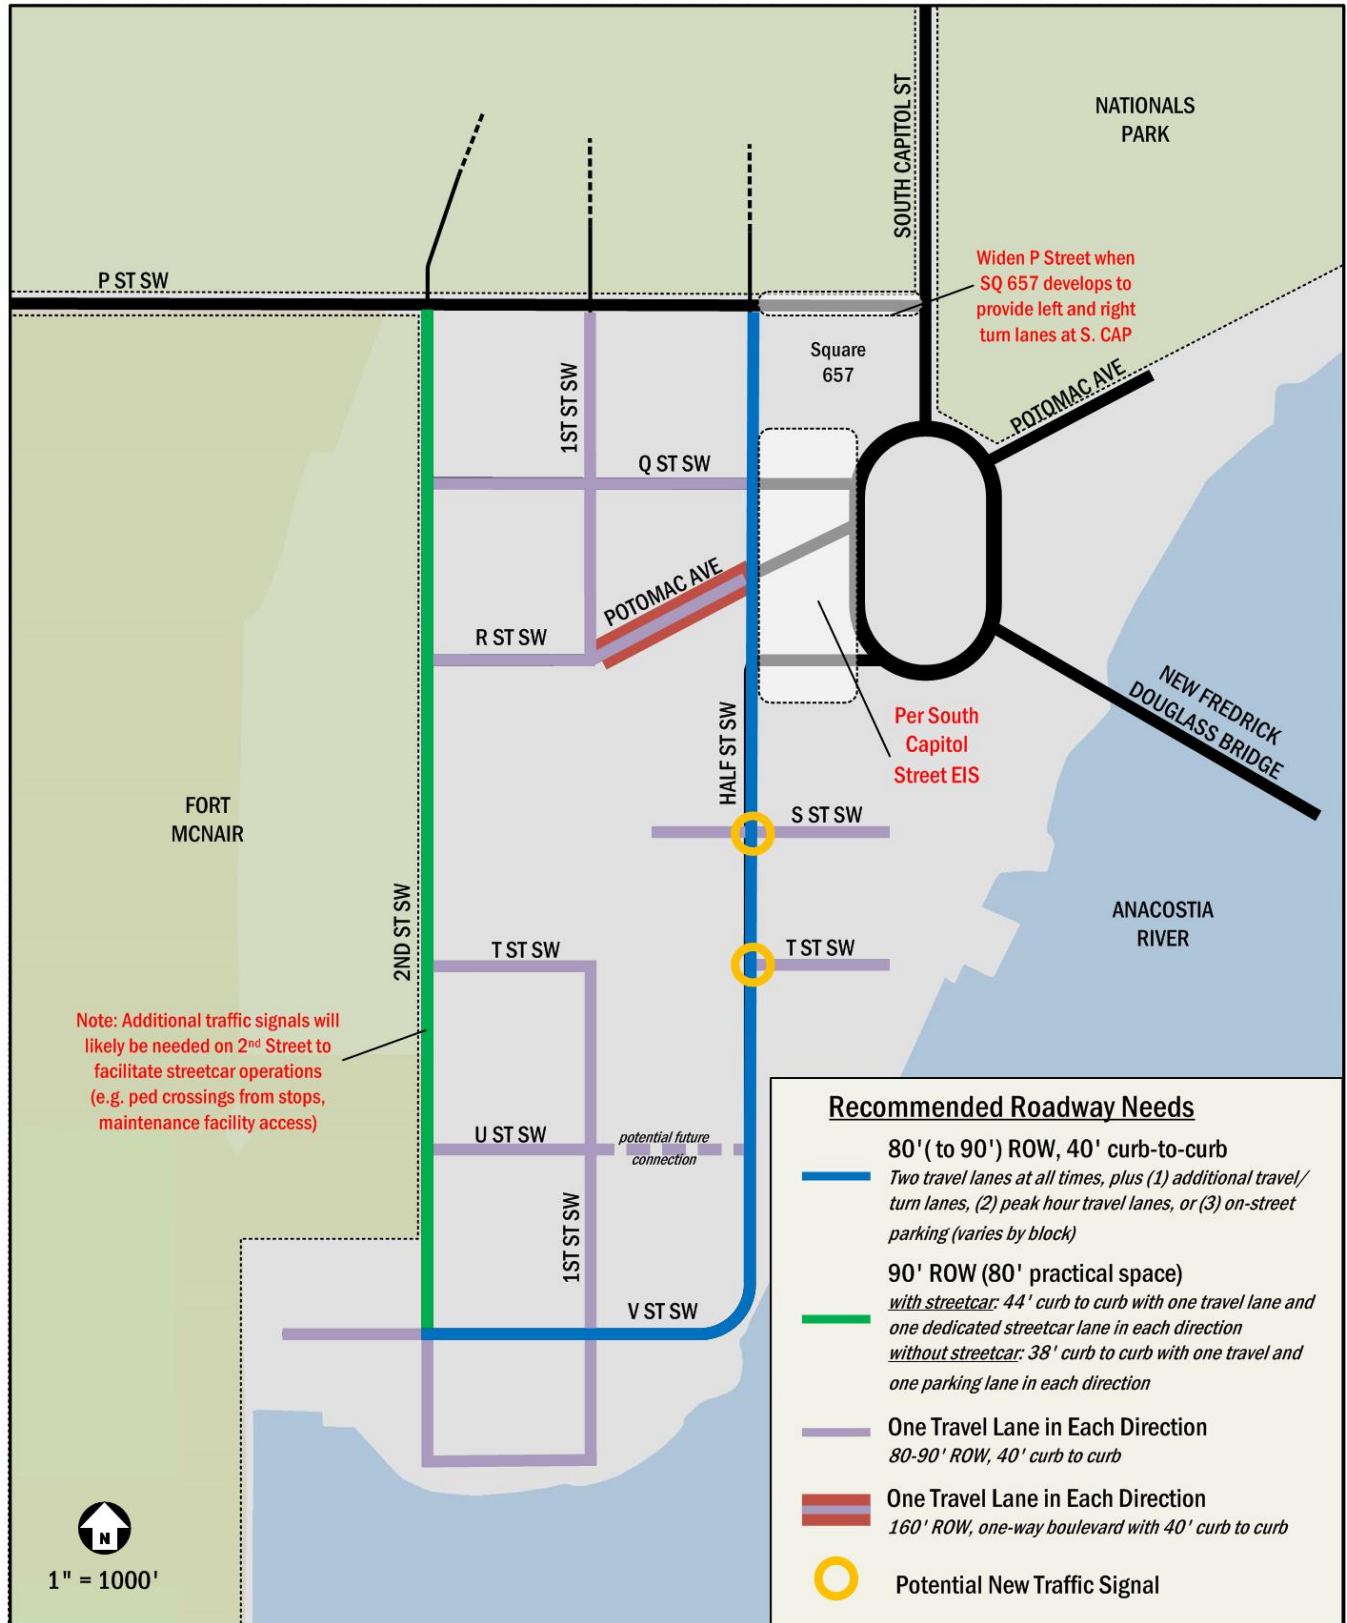 SOUTH CAPITOL ST
NATIONALS
PARK
P ST SW
Widen P Street when
SQ 657 develops to
provide left and right
turn lanes at S. CAP
Square
657
1ST ST SW
POTOMAC AVE
Q ST SW
POTOMAC AVE
R ST SW
NEW FREDRICK
DOUGLASS BRIDGE
HALF ST SW
Per South
Capitol
Street EIS
FORT
MCNAIR
S ST SW
2ND ST SW
ANACOSTIA
RIVER
T ST SW
T ST SW
Note: Additional traffic signals will
likely be needed on 2nd Street to
facilitate streetcar operations
(e.g. ped crossings from stops,
maintenance facility access)
U ST SW
potential future
connection
1ST ST SW
V ST SW
Recommended Roadway Needs
80'( to 90') ROW, 40' curb-to-curb
Two travel lanes at all times, plus (1) additional travel/
turn lanes, (2) peak hour travel lanes, or (3) on-street
parking (varies by block)
90' ROW (80' practical space)
with streetcar: 44' curb to curb with one travel lane and
one dedicated streetcar lane in each direction
without streetcar: 38' curb to curb with one travel and
one parking lane in each direction
One Travel Lane in Each Direction
80-90' ROW, 40' curb to curb
One Travel Lane in Each Direction
160' ROW, one-way boulevard with 40' curb to curb
Potential New Traffic Signal
N
1" = 1000'